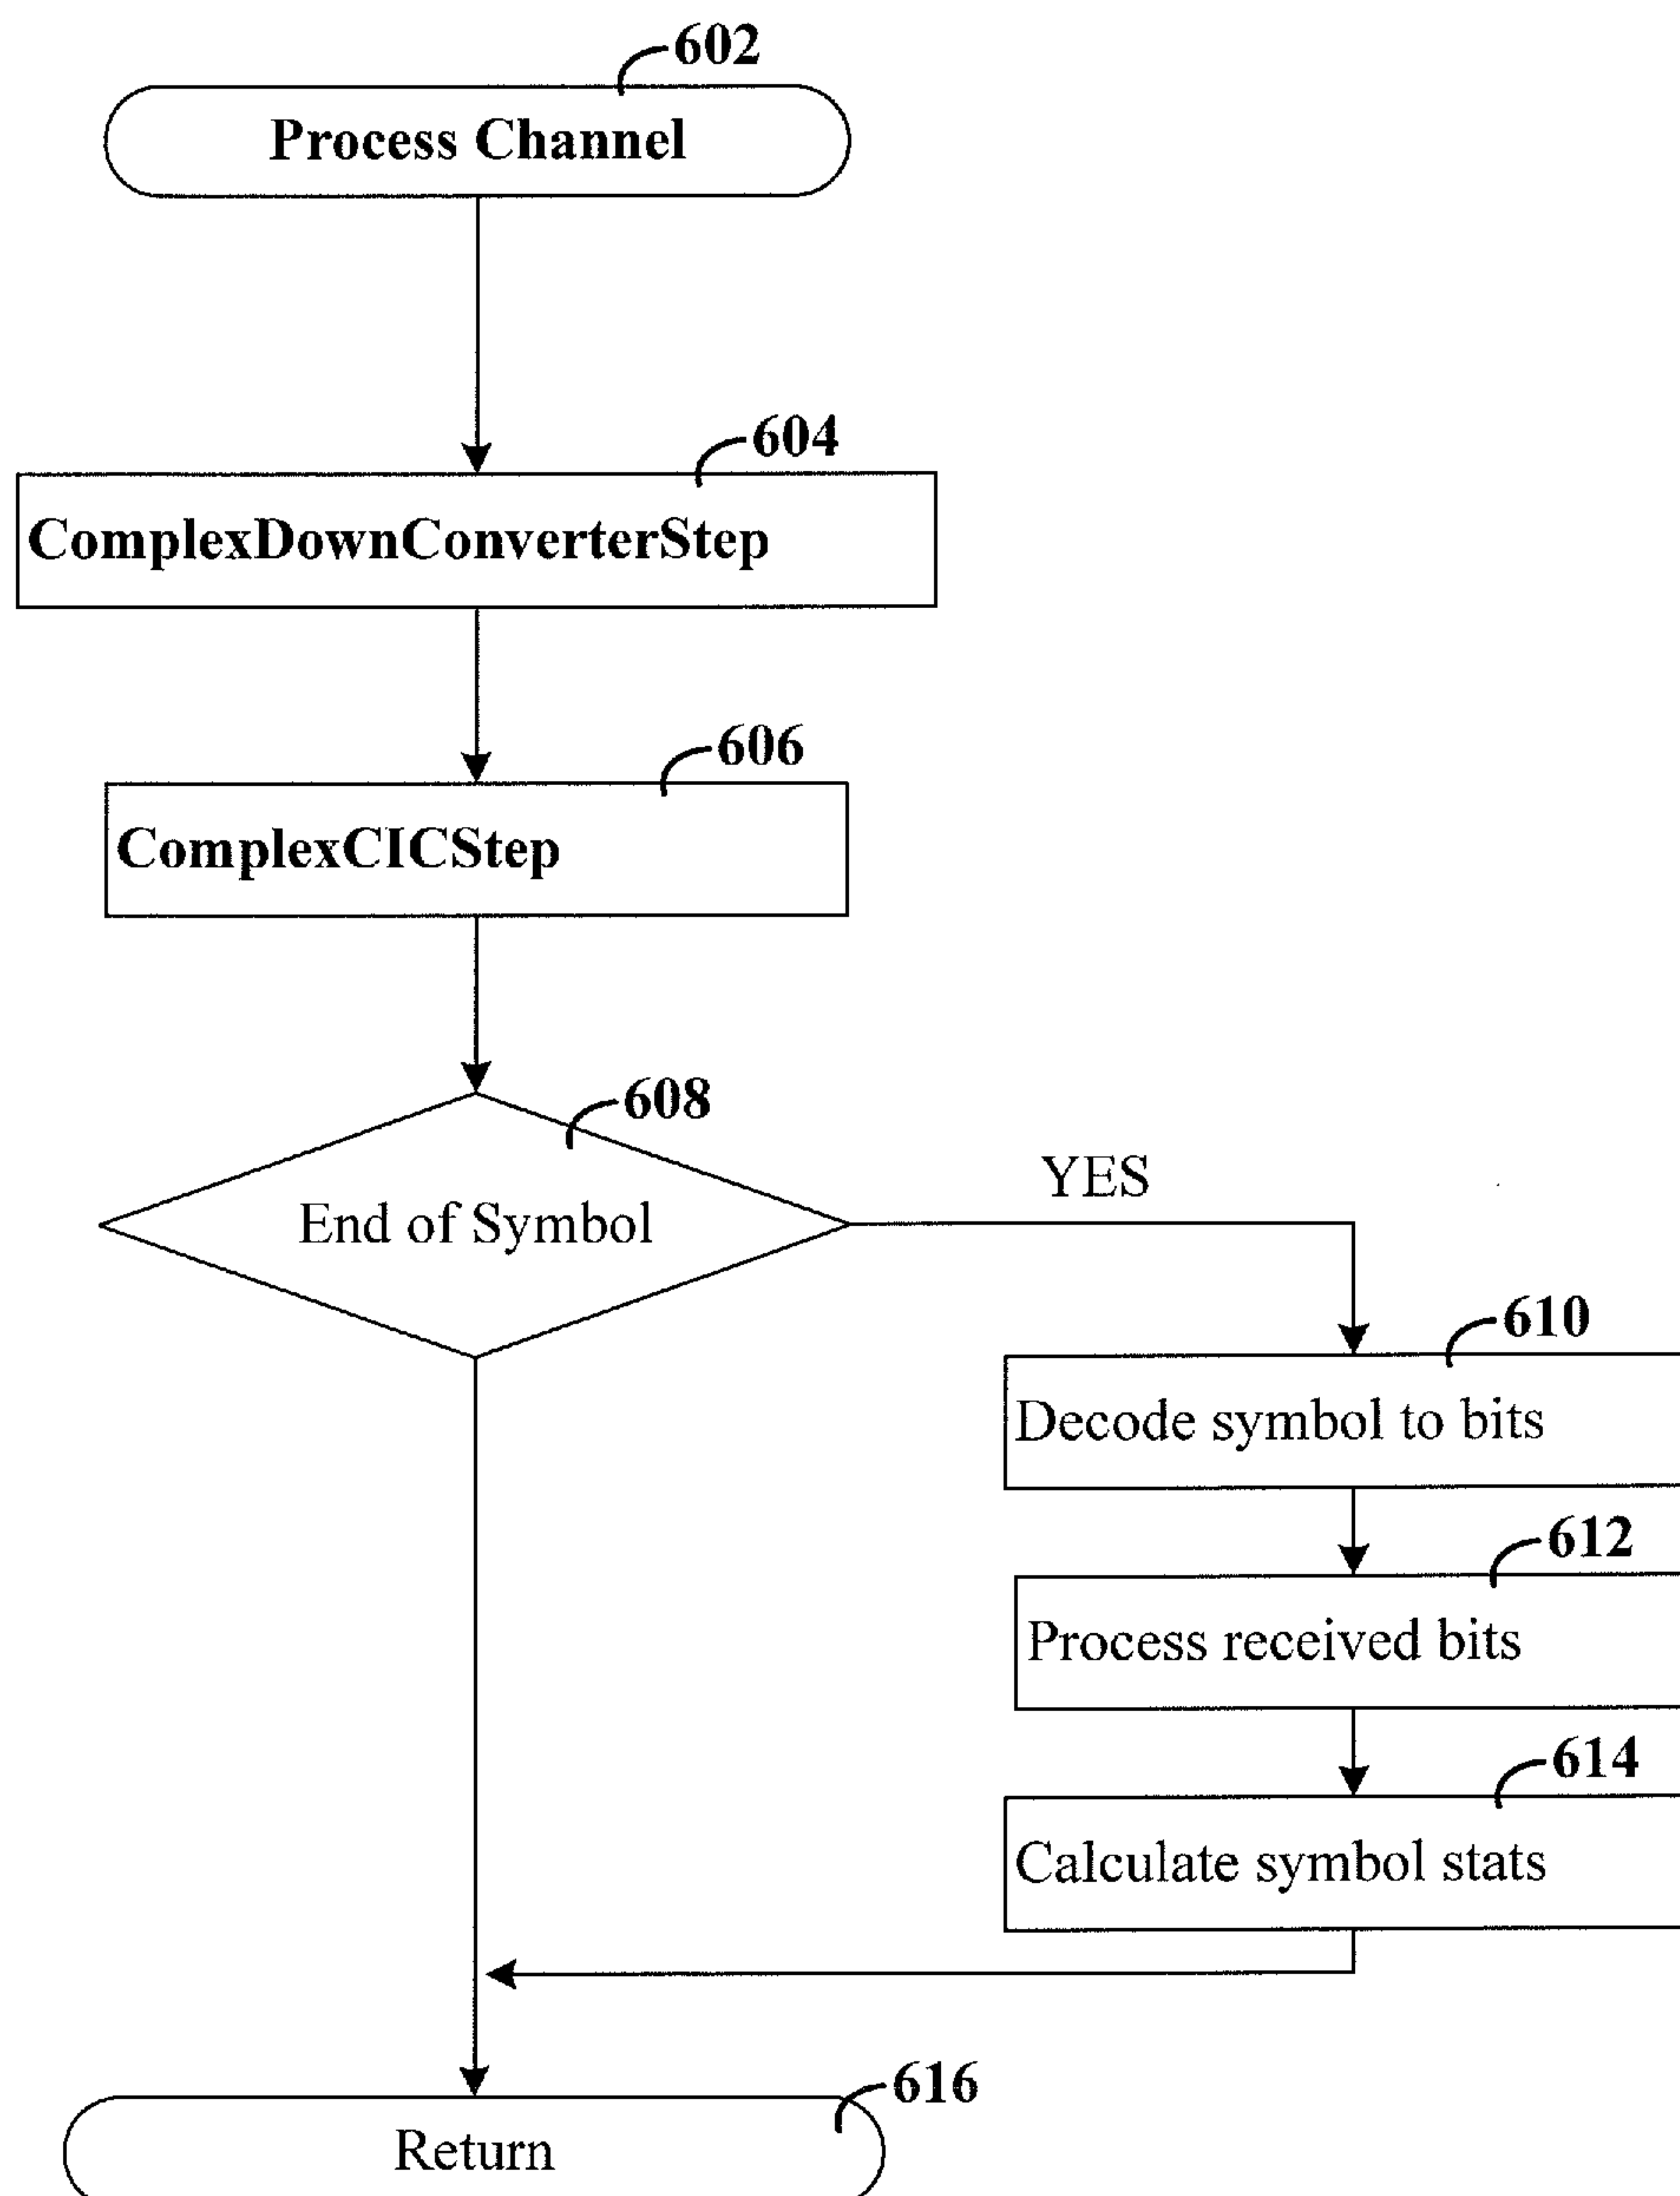 602
Process Channel
604
ComplexDownConverterStep
606
ComplexCICStep
608
End of Symbol
YES
610
Decode symbol to bits
612
Process received bits
614
Calculate symbol stats
616
Return